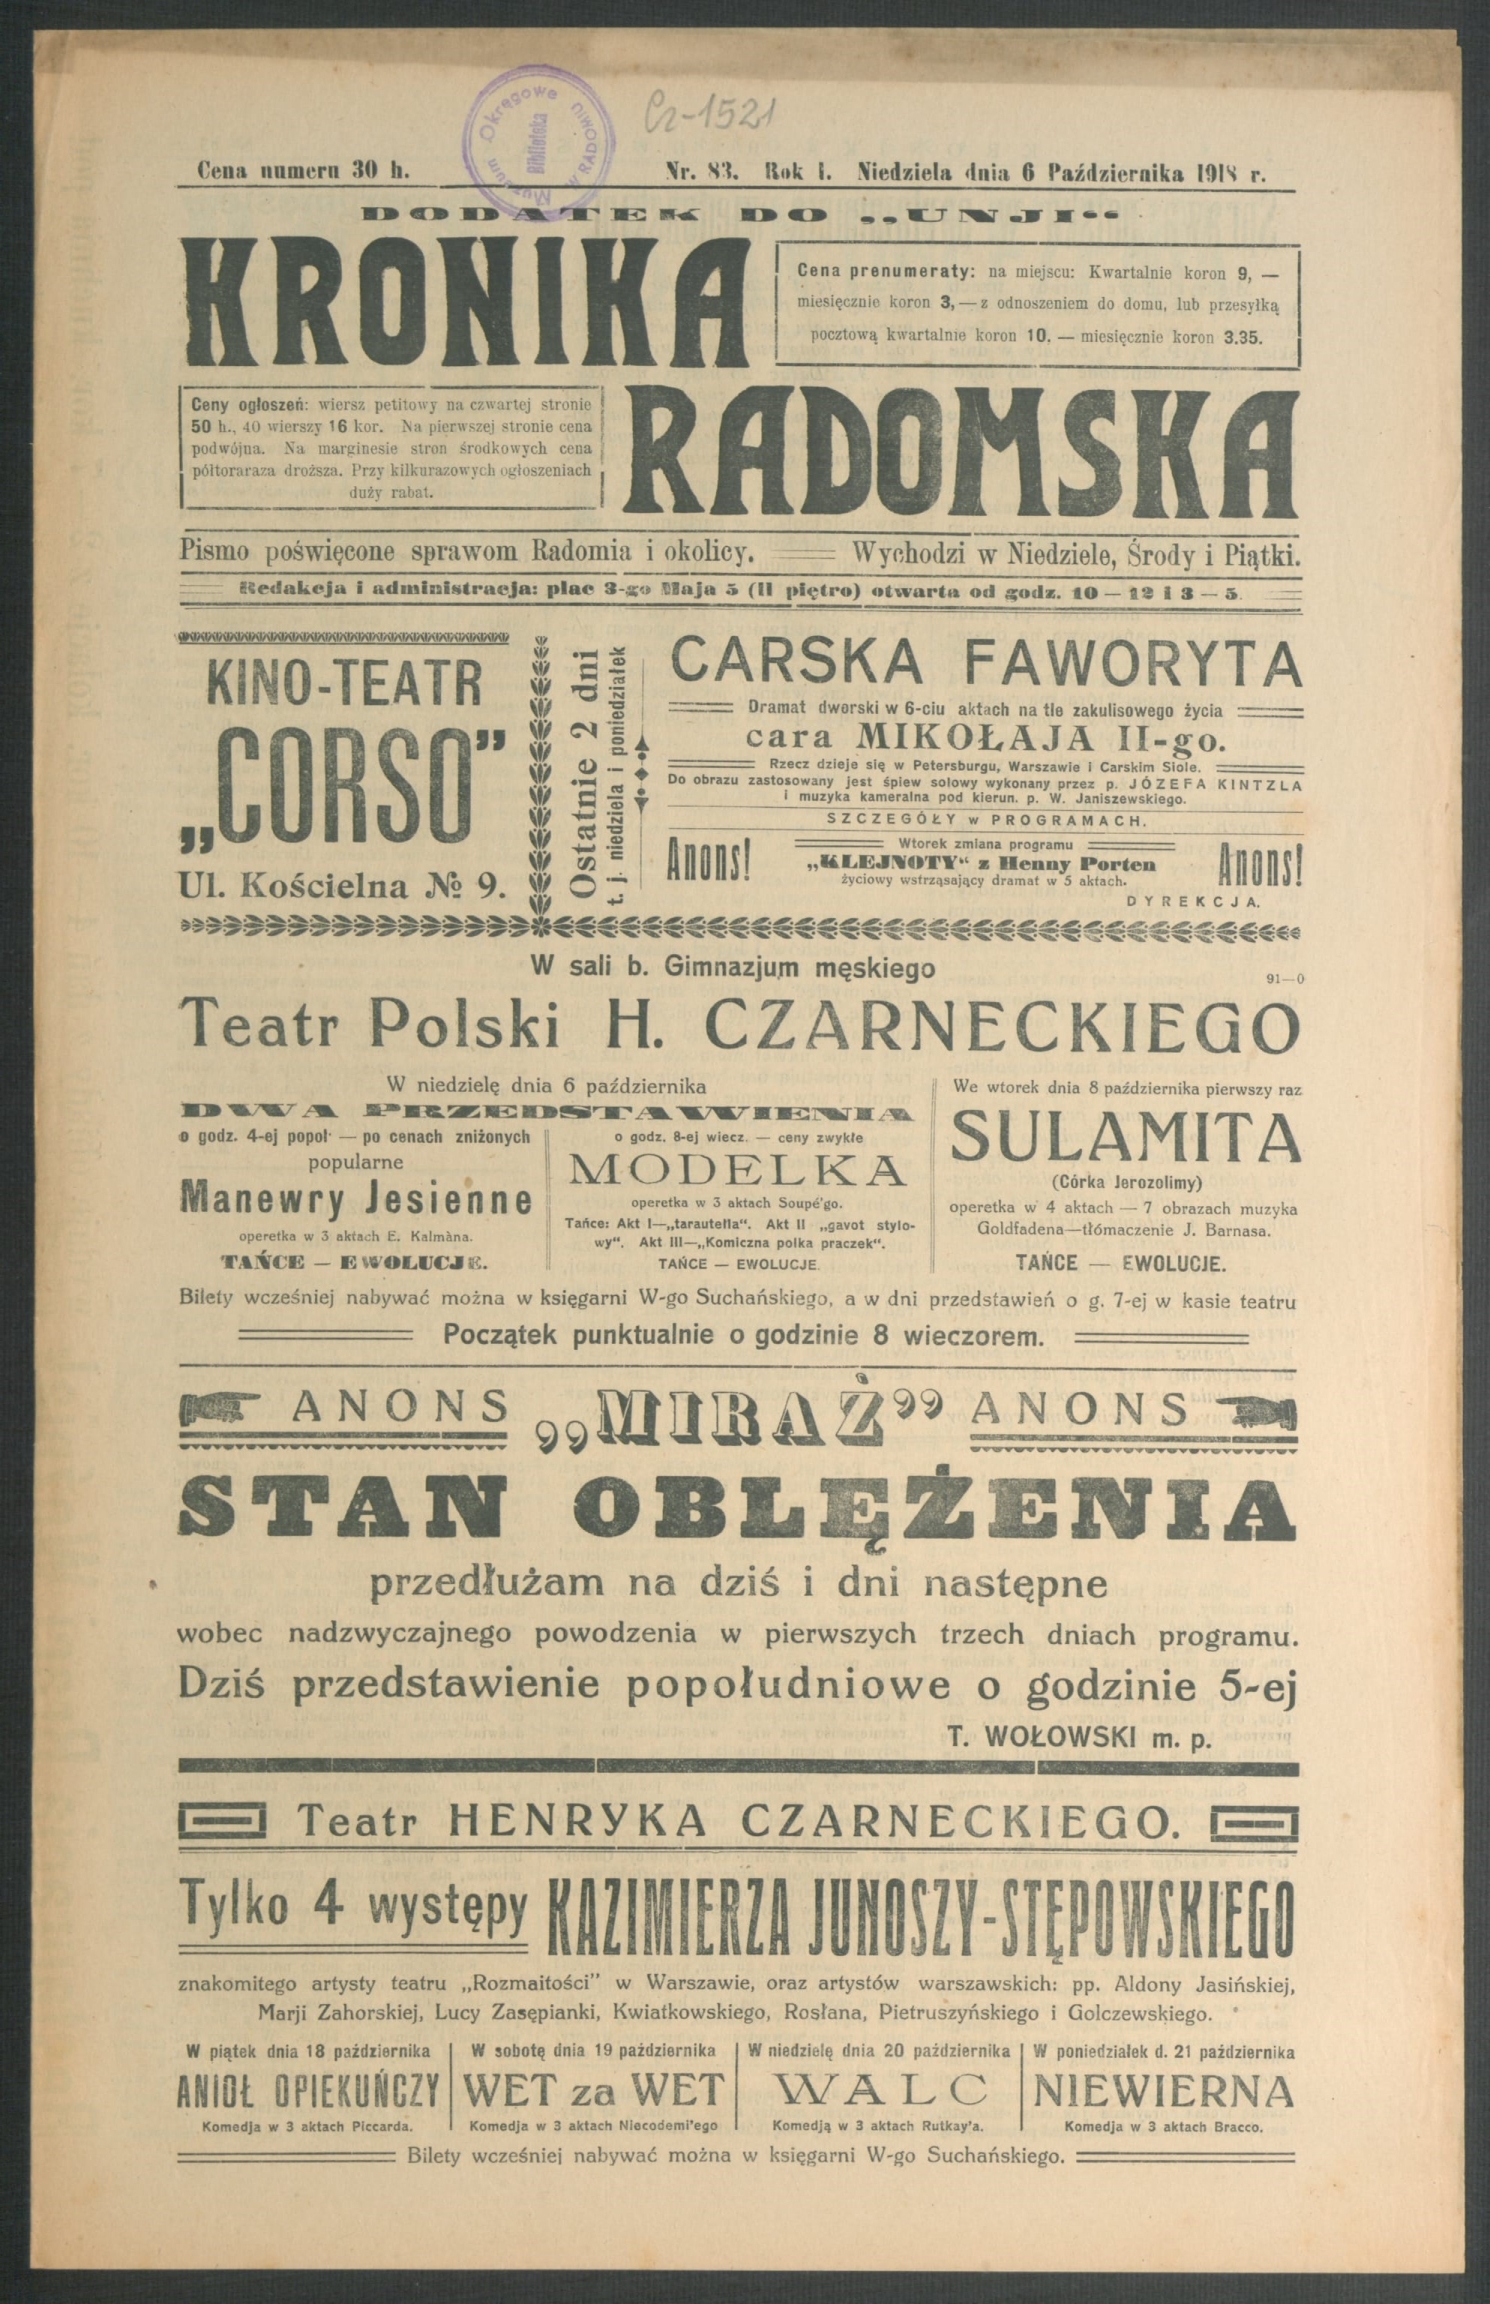 Muzeum Okręgowe w RADOMIU
Biblioteka
Cz-1521
Cena numeru 30 h.
Nr. 83. Rok I. Niedziela dnia 6 Października 1918 r.
DODATEK DO „UNJI“
KRONIKA
Cena prenumeraty: na miejscu: Kwartalnie koron 9, —
miesięcznie koron 3,— z odnoszeniem do domu, lub przesyłką
pocztową kwartalnie koron 10, — miesięcznie koron 3.35.
Ceny ogłoszeń: wiersz petitowy na czwartej stronie
50 h., 40 wierszy 16 kor. Na pierwszej stronie cena
podwójna. Na marginesie stron środkowych cena
półtoraraza droższa. Przy kilkurazowych ogłoszeniach
duży rabat.
RADOMSKA
Pismo poświęcone sprawom Radomia i okolicy. Wychodzi w Niedziele, Środy i Piątki.
Redakcja i administracja: plac 3-go Maja 5 (II piętro) otwarta od godz. 10 — 12 i 3 — 5.
KINO-TEATR
„CORSO”
Ul. Kościelna № 9.
Ostatnie 2 dni
t. j. niedziela i poniedziałek
CARSKA FAWORYTA
Dramat dworski w 6-ciu aktach na tle zakulisowego życia
cara MIKOŁAJA II-go.
Rzecz dzieje się w Petersburgu, Warszawie i Carskim Siole.
Do obrazu zastosowany jest śpiew solowy wykonany przez p. JÓZEFA KINTZLA
i muzyka kameralna pod kierun. p. W. Janiszewskiego.
SZCZEGÓŁY w PROGRAMACH.
Anons!
Wtorek zmiana programu
„KLEJNOTY“ z Henny Porten
życiowy wstrząsający dramat w 5 aktach.
Anons!
DYREKCJA.
W sali b. Gimnazjum męskiego
91—0
Teatr Polski H. CZARNECKIEGO
W niedzielę dnia 6 października
DWA PRZEDSTAWIENIA
o godz. 4-ej popoł· — po cenach zniżonych
popularne
Manewry Jesienne
operetka w 3 aktach E. Kalmàna.
TAŃCE — EWOLUCJE.
o godz. 8-ej wiecz. — ceny zwykłe
MODELKA
operetka w 3 aktach Soupé'go.
Tańce: Akt I—„tarautella“. Akt II „gavot stylo-
wy“. Akt III—„Komiczna polka praczek“.
TAŃCE — EWOLUCJE.
We wtorek dnia 8 października pierwszy raz
SULAMITA
(Córka Jerozolimy)
operetka w 4 aktach — 7 obrazach muzyka
Goldfadena—tłómaczenie J. Barnasa.
TAŃCE — EWOLUCJE.
Bilety wcześniej nabywać można w księgarni W-go Suchańskiego, a w dni przedstawień o g. 7-ej w kasie teatru
Początek punktualnie o godzinie 8 wieczorem.
ANONS „MIRAŻ” ANONS
STAN OBLĘŻENIA
przedłużam na dziś i dni następne
wobec nadzwyczajnego powodzenia w pierwszych trzech dniach programu.
Dziś przedstawienie popołudniowe o godzinie 5-ej
T. WOŁOWSKI m. p.
Teatr HENRYKA CZARNECKIEGO.
Tylko 4 występy KAZIMIERZA JUNOSZY-STĘPOWSKIEGO
znakomitego artysty teatru „Rozmaitości” w Warszawie, oraz artystów warszawskich: pp. Aldony Jasińskiej,
Marji Zahorskiej, Lucy Zasępianki, Kwiatkowskiego, Rosłana, Pietruszyńskiego i Golczewskiego.
W piątek dnia 18 października
ANIOŁ OPIEKUŃCZY
Komedja w 3 aktach Piccarda.
W sobotę dnia 19 października
WET za WET
Komedja w 3 aktach Niecodemi'ego
W niedzielę dnia 20 października
WALC
Komedją w 3 aktach Rutkay'a.
W poniedziałek d. 21 października
NIEWIERNA
Komedja w 3 aktach Bracco.
Bilety wcześniej nabywać można w księgarni W-go Suchańskiego.